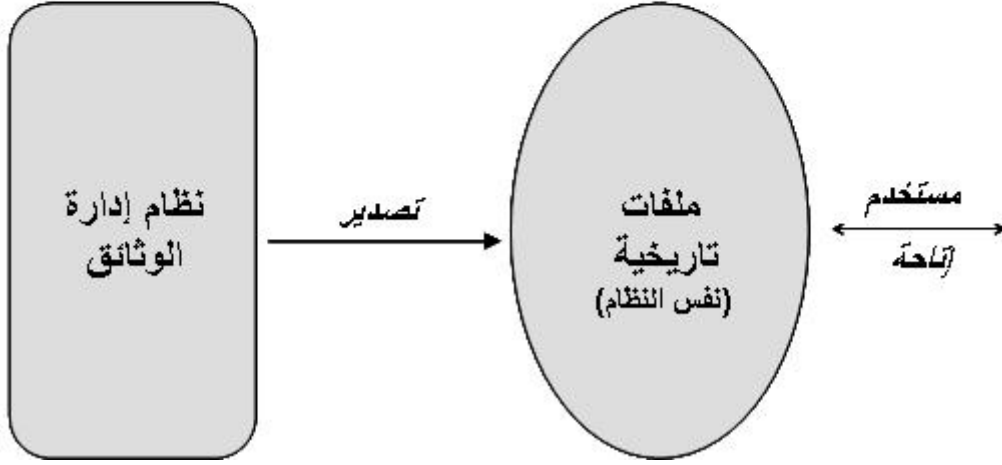 نظام إدارة
الوثائق
تصدير
ملفات
تاريخية
(نفس النظام)
مستخدم
إتاحة